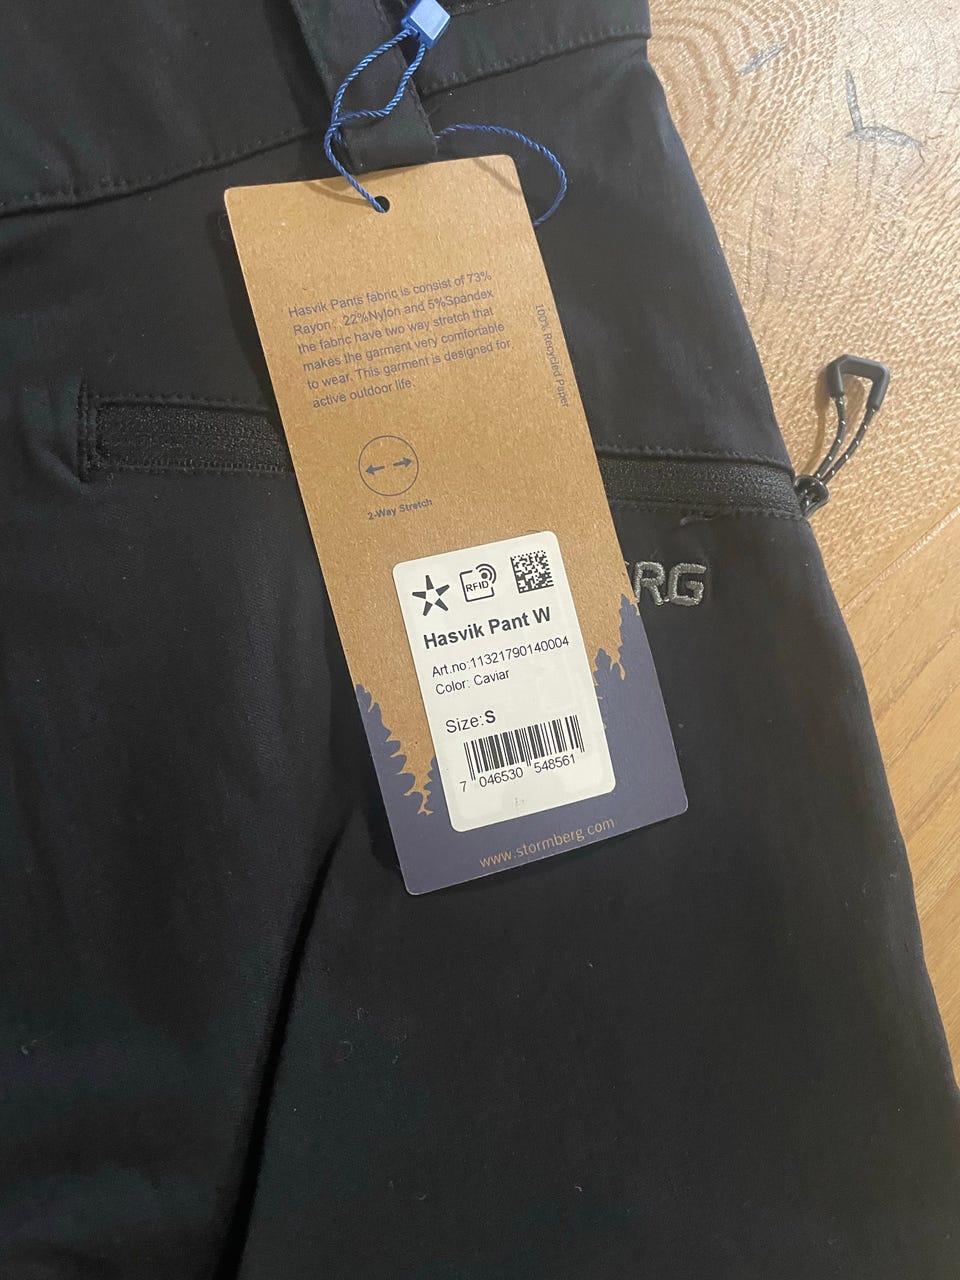 Hasvik Pants fabric is consist of 73%
Rayon , 22%Nylon and 5%Spandex
the fabric have two way stretch that
makes the garment very comfortable
to wear. This garment is designed for
active outdoor life.
100% Recycled Paper
2-Way Stretch
RFID
Hasvik Pant W
Art.no:11321790140004
Color: Caviar
Size:S
7 046530 548561
www.stormberg.com
RG